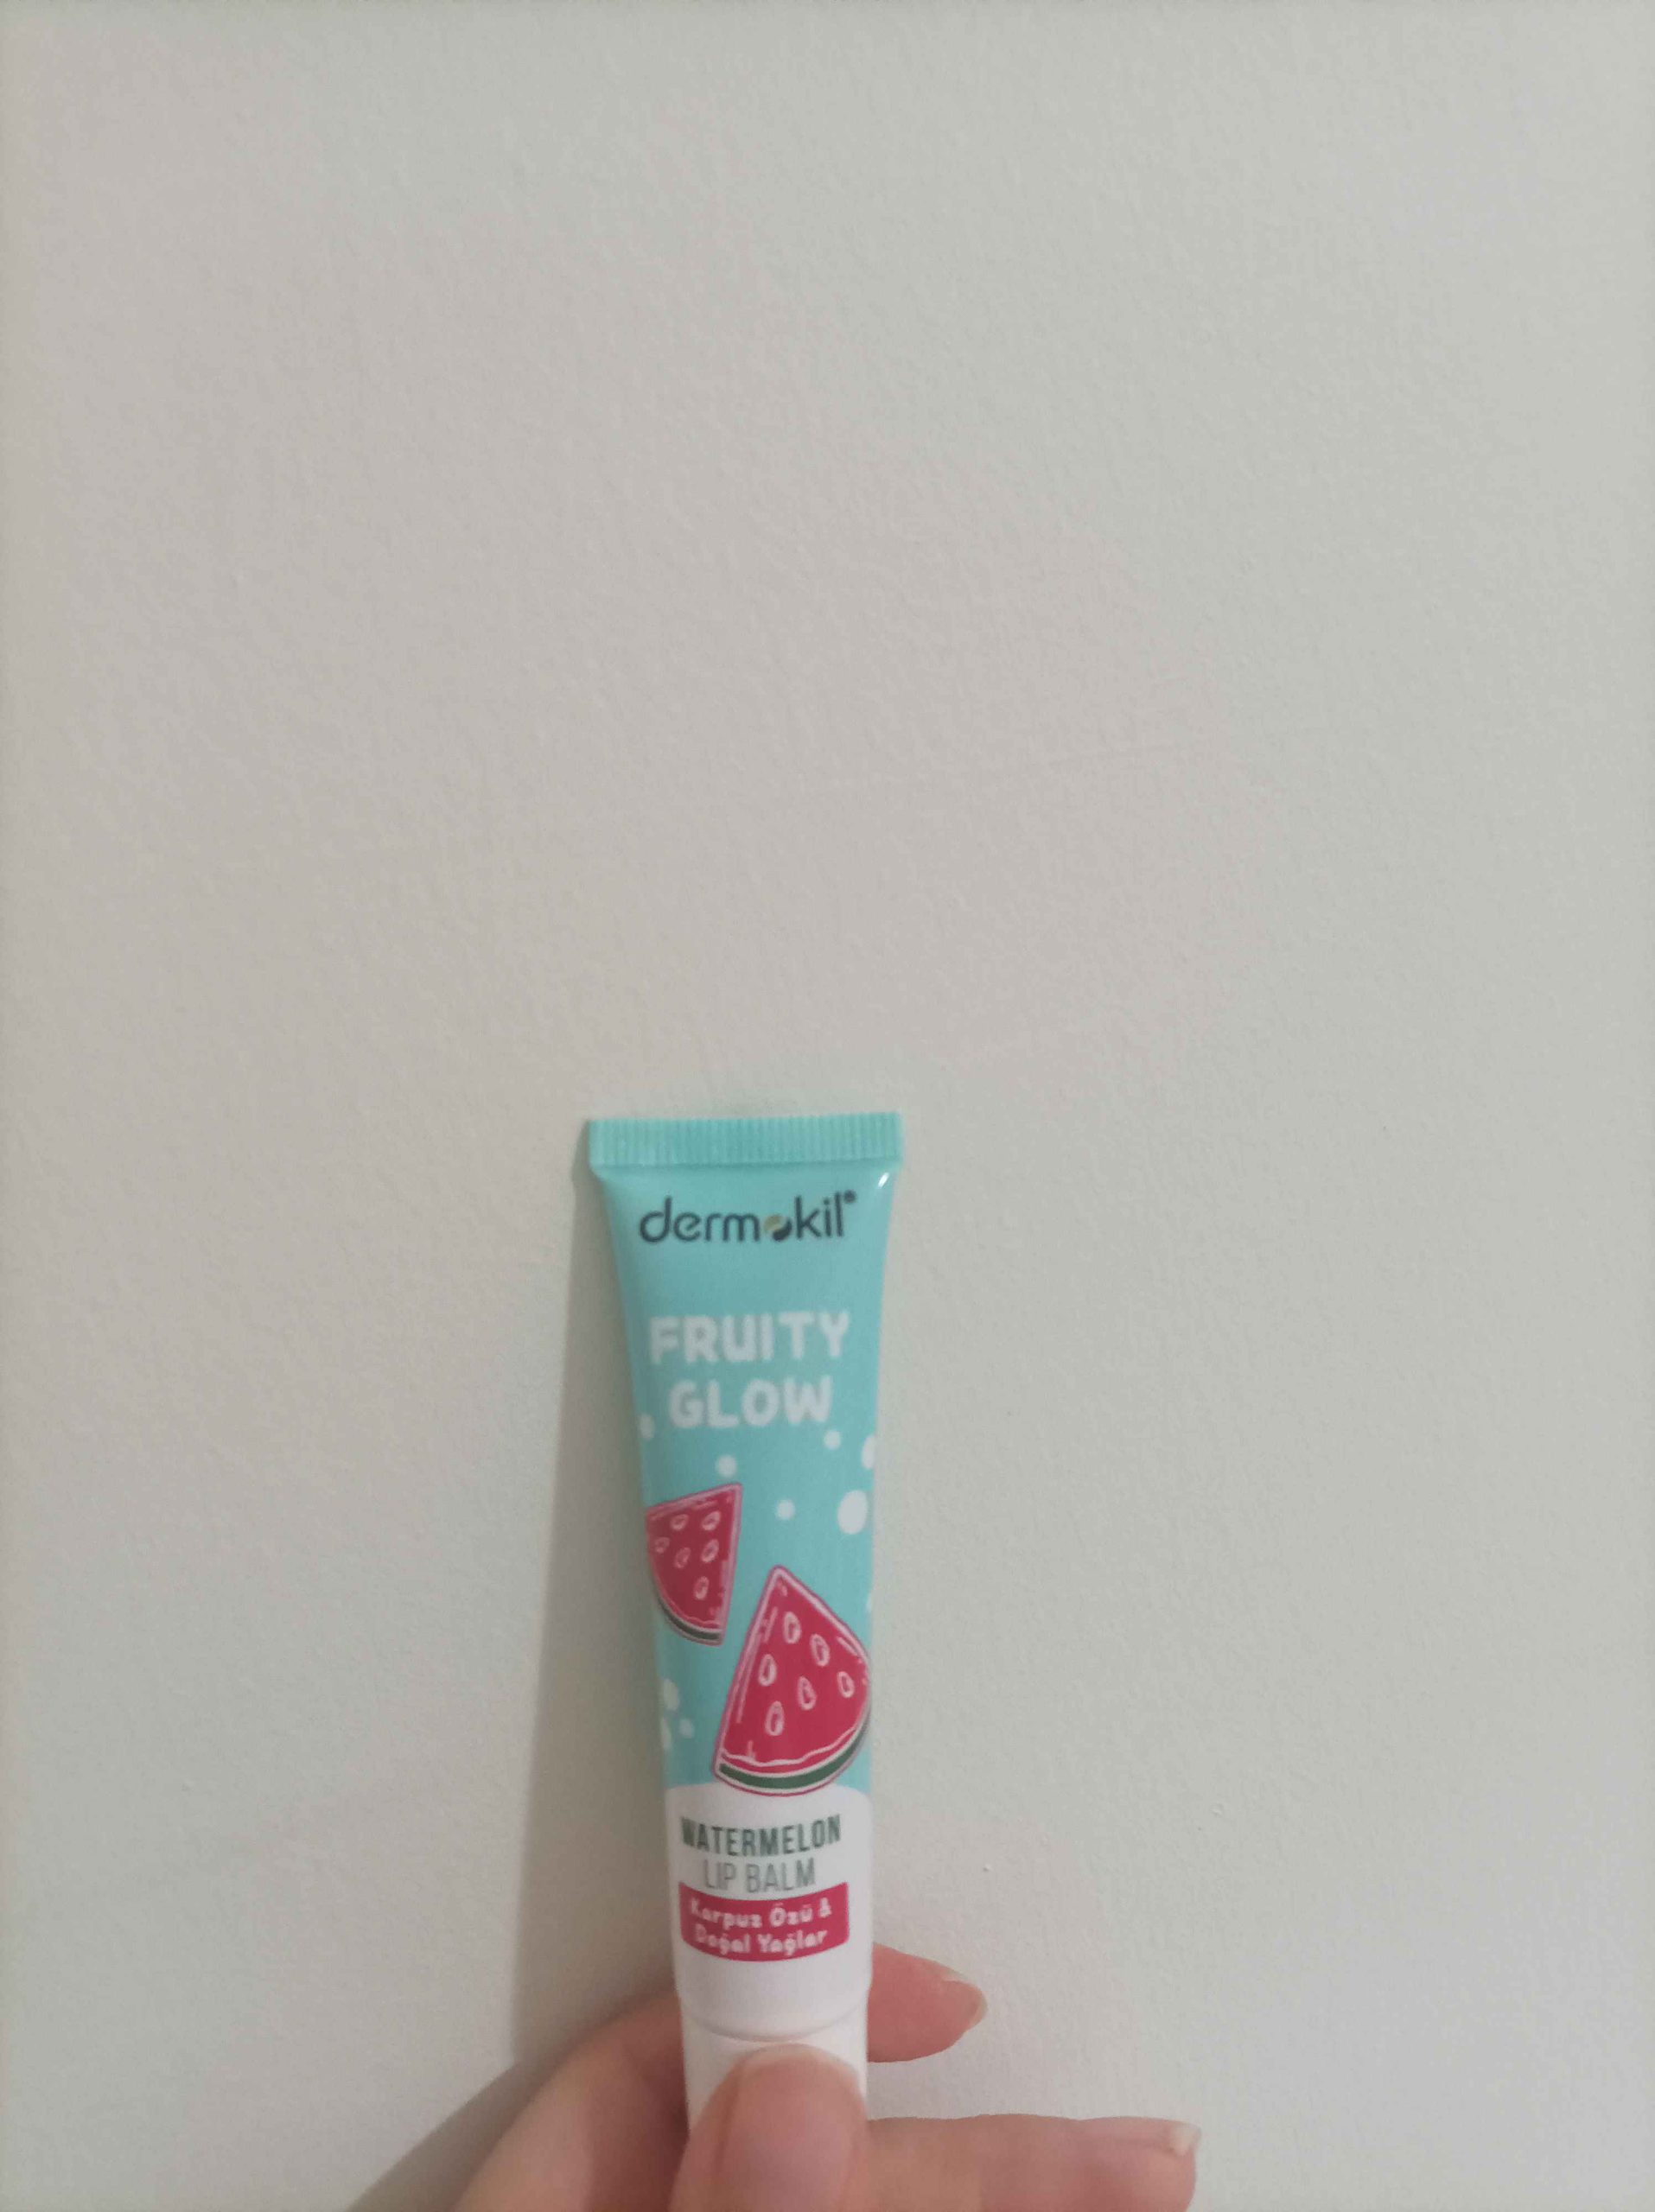 dermokil
FRUITY
GLOW
WATERMELON
LIP BALM
Karpuz Özü &
Doğal Yağlar